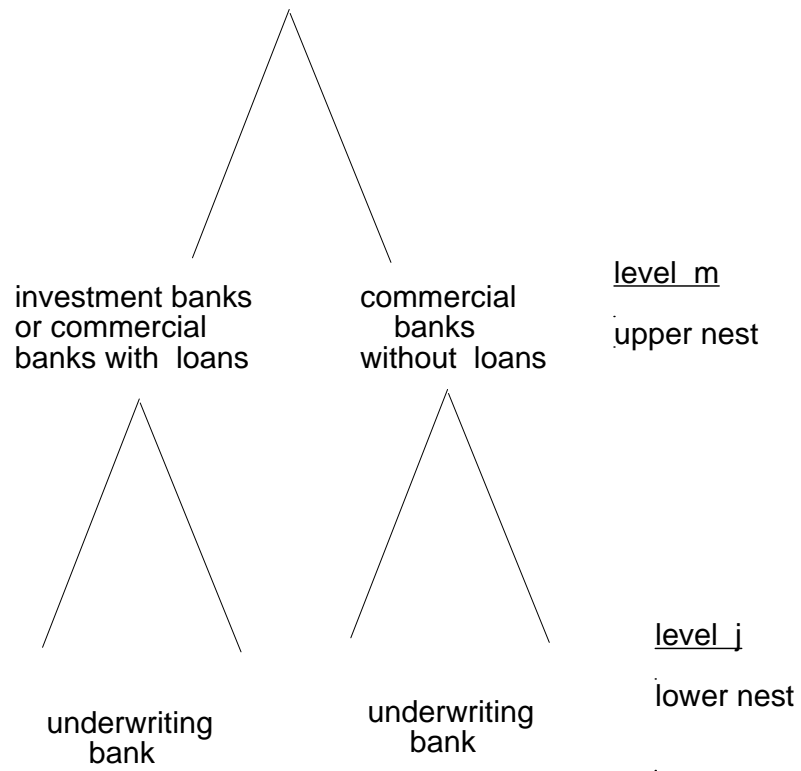 investment banks
or commercial
banks with loans
commercial
banks
without loans
level m
upper nest
underwriting
bank
underwriting
bank
level j
lower nest